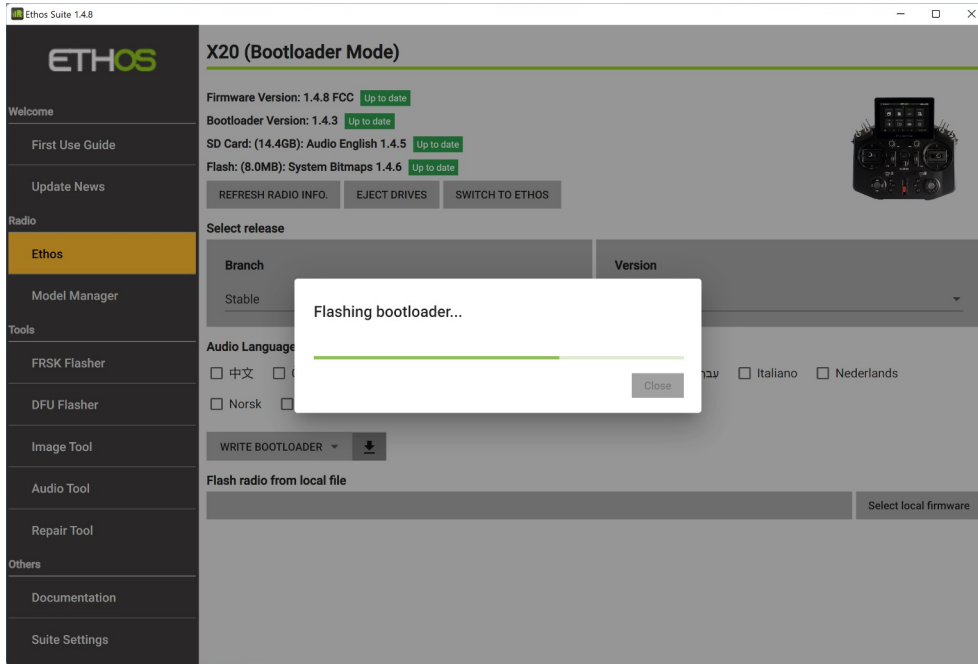 Ethos Suite 1.4.8
ETHOS
Welcome
First Use Guide
Update News
Radio
Ethos
Model Manager
Tools
FRSK Flasher
DFU Flasher
Image Tool
Audio Tool
Repair Tool
Others
Documentation
Suite Settings
X20 (Bootloader Mode)
Firmware Version: 1.4.8 FCC Up to date
Bootloader Version: 1.4.3 Up to date
SD Card: (14.4GB): Audio English 1.4.5 Up to date
Flash: (8.0MB): System Bitmaps 1.4.6 Up to date
REFRESH RADIO INFO. EJECT DRIVES SWITCH TO ETHOS
Select release
Branch Version
Stable
Flashing bootloader...
Close
Audio Language
中文 Italiano Nederlands
Norsk
WRITE BOOTLOADER
Flash radio from local file
Select local firmware